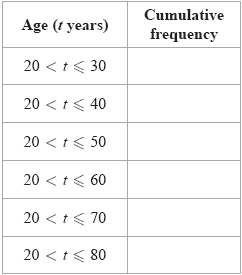 Age (t years) Cumulative frequency
20 < t ⩽ 30
20 < t ⩽ 40
20 < t ⩽ 50
20 < t ⩽ 60
20 < t ⩽ 70
20 < t ⩽ 80